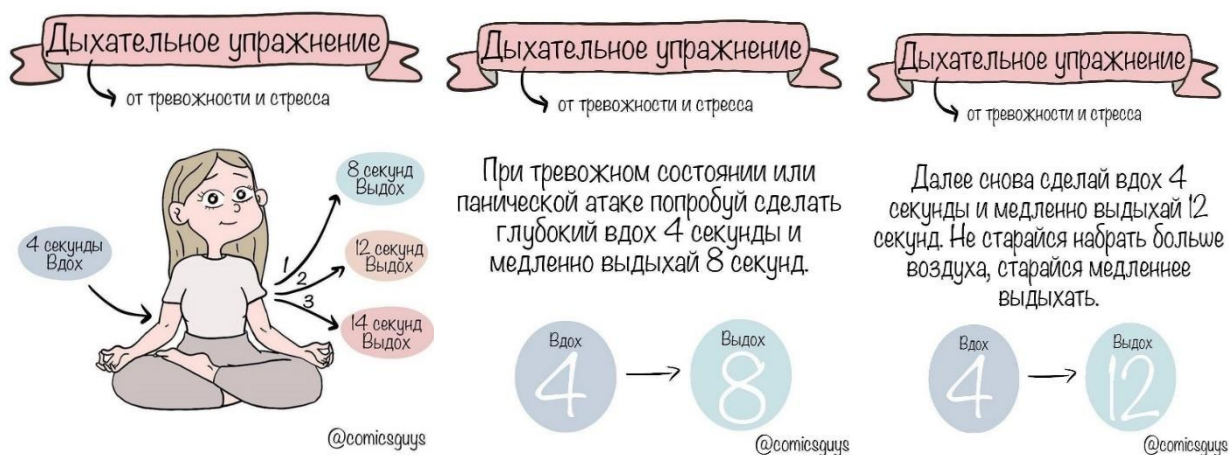 Дыхательное упражнение
от тревожности и стресса
4 секунды
Вдох
8 секунд
Выдох
12 секунд
Выдох
14 секунд
Выдох
1
2
3
@comicsguys
Дыхательное упражнение
от тревожности и стресса
При тревожном состоянии или
панической атаке попробуй сделать
глубокий вдох 4 секунды и
медленно выдыхай 8 секунд.
Вдох
4
Выдох
8
@comicsguys
Дыхательное упражнение
от тревожности и стресса
Далее снова сделай вдох 4
секунды и медленно выдыхай 12
секунд. Не старайся набрать больше
воздуха, старайся медленнее
выдыхать.
Вдох
4
Выдох
12
@comicsguys